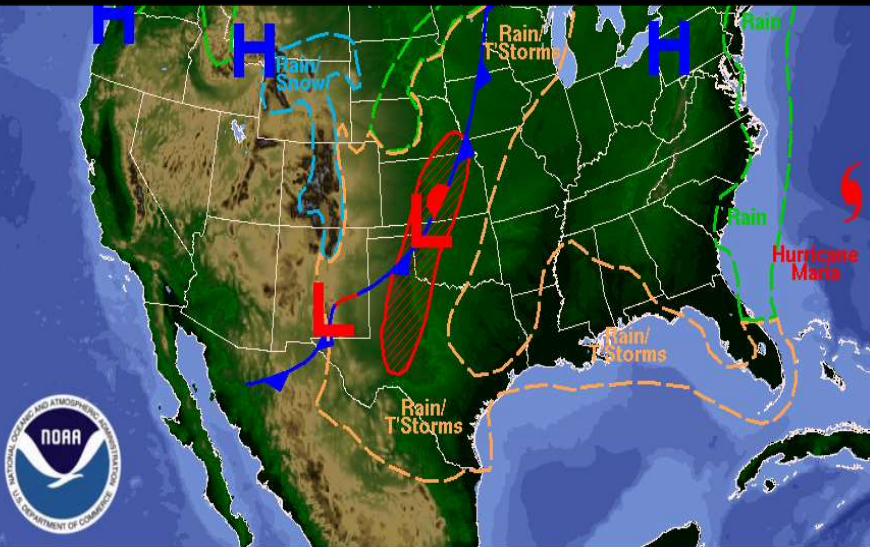 H
H
Rain/
Snow
Rain/
T'Storms
H
Rain
Rain
Hurricane
Maria
L
L
Rain/
T'Storms
Rain/
T'Storms
NOAA
NATIONAL OCEANIC AND ATMOSPHERIC ADMINISTRATION
U.S. DEPARTMENT OF COMMERCE